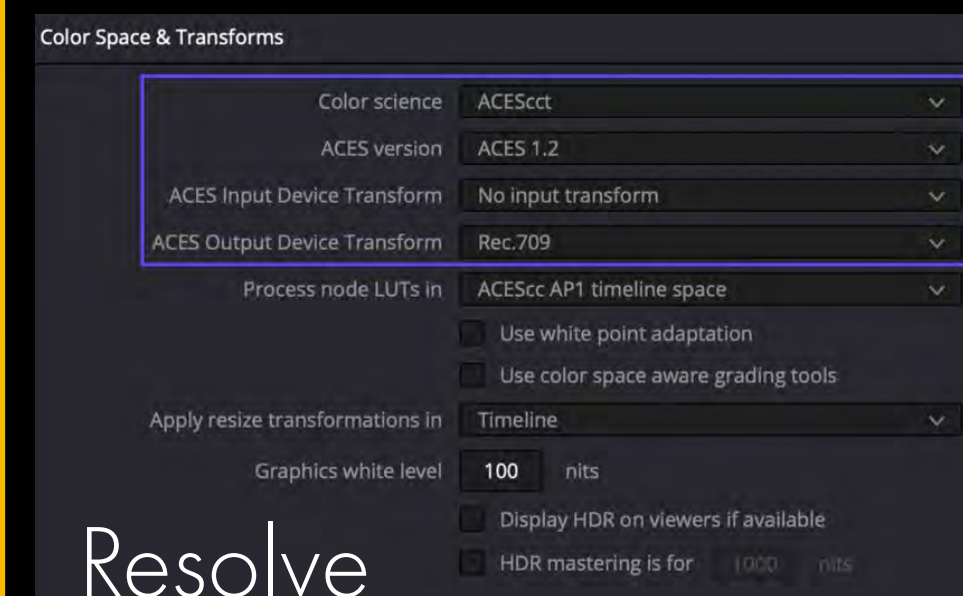 Color Space & Transforms
Color science ACEScct
ACES version ACES 1.2
ACES Input Device Transform No input transform
ACES Output Device Transform Rec.709
Process node LUTs in ACEScc AP1 timeline space
Use white point adaptation
Use color space aware grading tools
Apply resize transformations in Timeline
Graphics white level 100 nits
Display HDR on viewers if available
HDR mastering is for 1000 nits
Resolve